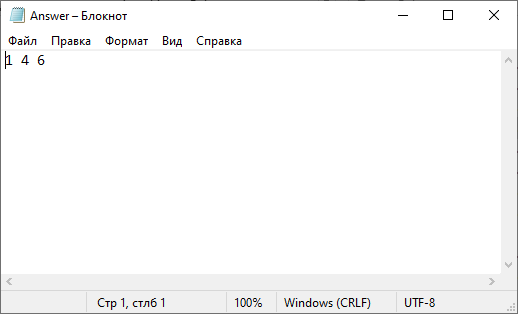 Answer – Блокнот
Файл Правка Формат Вид Справка
1 4 6
Стр 1, стлб 1 100% Windows (CRLF) UTF-8